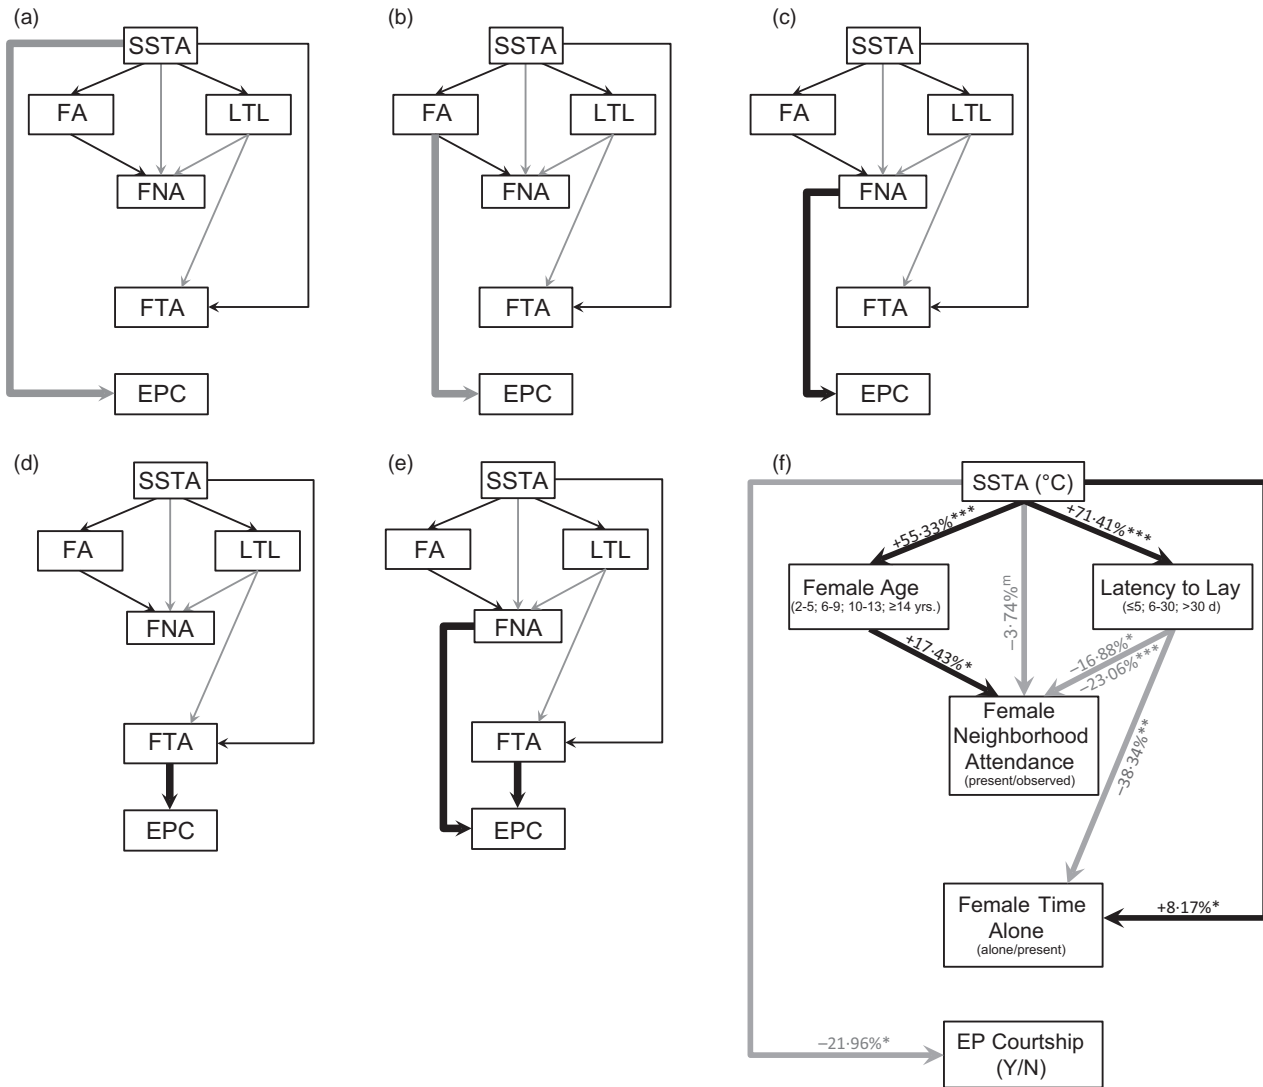 (a)
SSTA
FA
LTL
FNA
FTA
EPC
(b)
SSTA
FA
LTL
FNA
FTA
EPC
(c)
SSTA
FA
LTL
FNA
FTA
EPC
(d)
SSTA
FA
LTL
FNA
FTA
EPC
(e)
SSTA
FA
LTL
FNA
FTA
EPC
(f)
SSTA (°C)
+55·33%***
+71·41%***
Female Age
(2-5; 6-9; 10-13; ≥14 yrs.)
Latency to Lay
(≤5; 6-30; >30 d)
−3·74%ᵐ
+17·43%*
−16·88%*
−23·06%***
Female
Neighborhood
Attendance
(present/observed)
−38·34%**
Female Time
Alone
(alone/present)
+8·17%*
−21·96%*
EP Courtship
(Y/N)